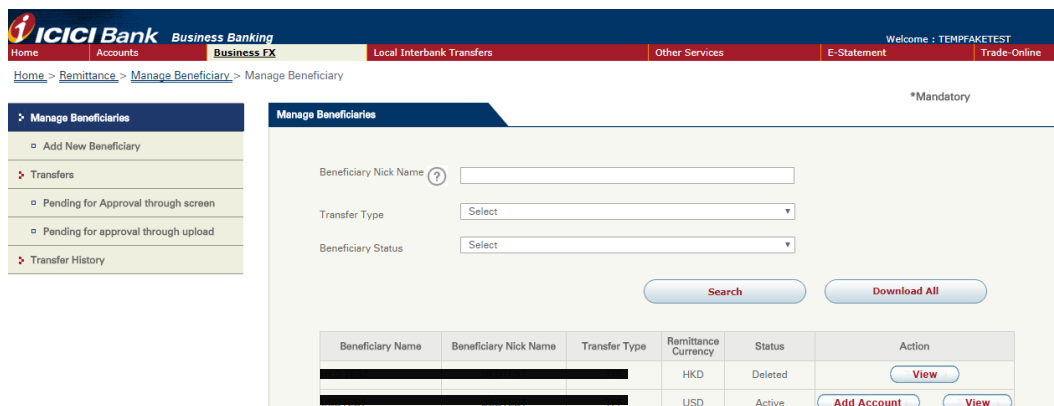 ICICI Bank Business Banking
Welcome : TEMPFAKETEST
Home Accounts Business FX Local Interbank Transfers Other Services E-Statement Trade-Online
Home > Remittance > Manage Beneficiary > Manage Beneficiary
*Mandatory
Manage Beneficiaries
Add New Beneficiary
Transfers
Pending for Approval through screen
Pending for approval through upload
Transfer History
Manage Beneficiaries
Beneficiary Nick Name ?
Transfer Type Select
Beneficiary Status Select
Search Download All
Beneficiary Name Beneficiary Nick Name Transfer Type Remittance Currency Status Action
HKD Deleted View
USD Active Add Account View